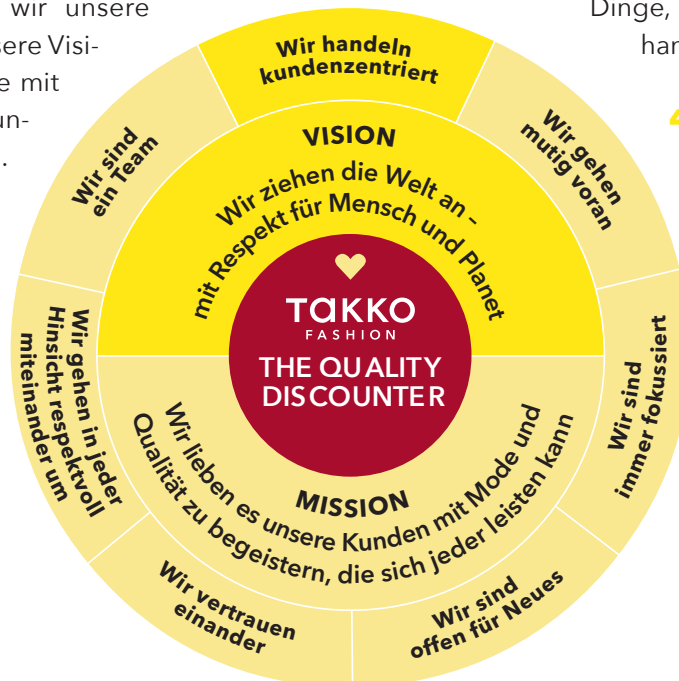 wir unsere
sere Visi-
e mit
un-
.
Dinge,
han
Wir handeln
kundenzentriert
Wir gehen
mutig voran
Wir sind
immer fokussiert
Wir sind
offen für Neues
Wir vertrauen
einander
Wir gehen in jeder
Hinsicht respektvoll
miteinander um
Wir sind
ein Team
VISION
Wir ziehen die Welt an –
mit Respekt für Mensch und Planet
TAKKO
FASHION
THE QUALITY
DISCOUNTER
MISSION
Wir lieben es unsere Kunden mit Mode und
Qualität zu begeistern, die sich jeder leisten kann